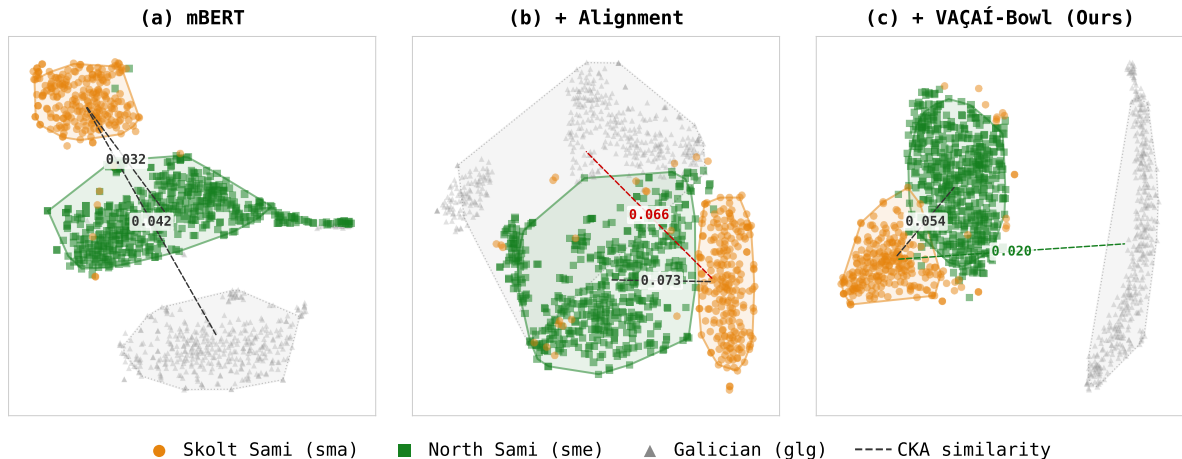 (a) mBERT
(b) + Alignment
(c) + VAÇAÍ-Bowl (Ours)
0.032
0.042
0.066
0.073
0.054
0.020
Skolt Sami (sma)
North Sami (sme)
Galician (glg)
CKA similarity